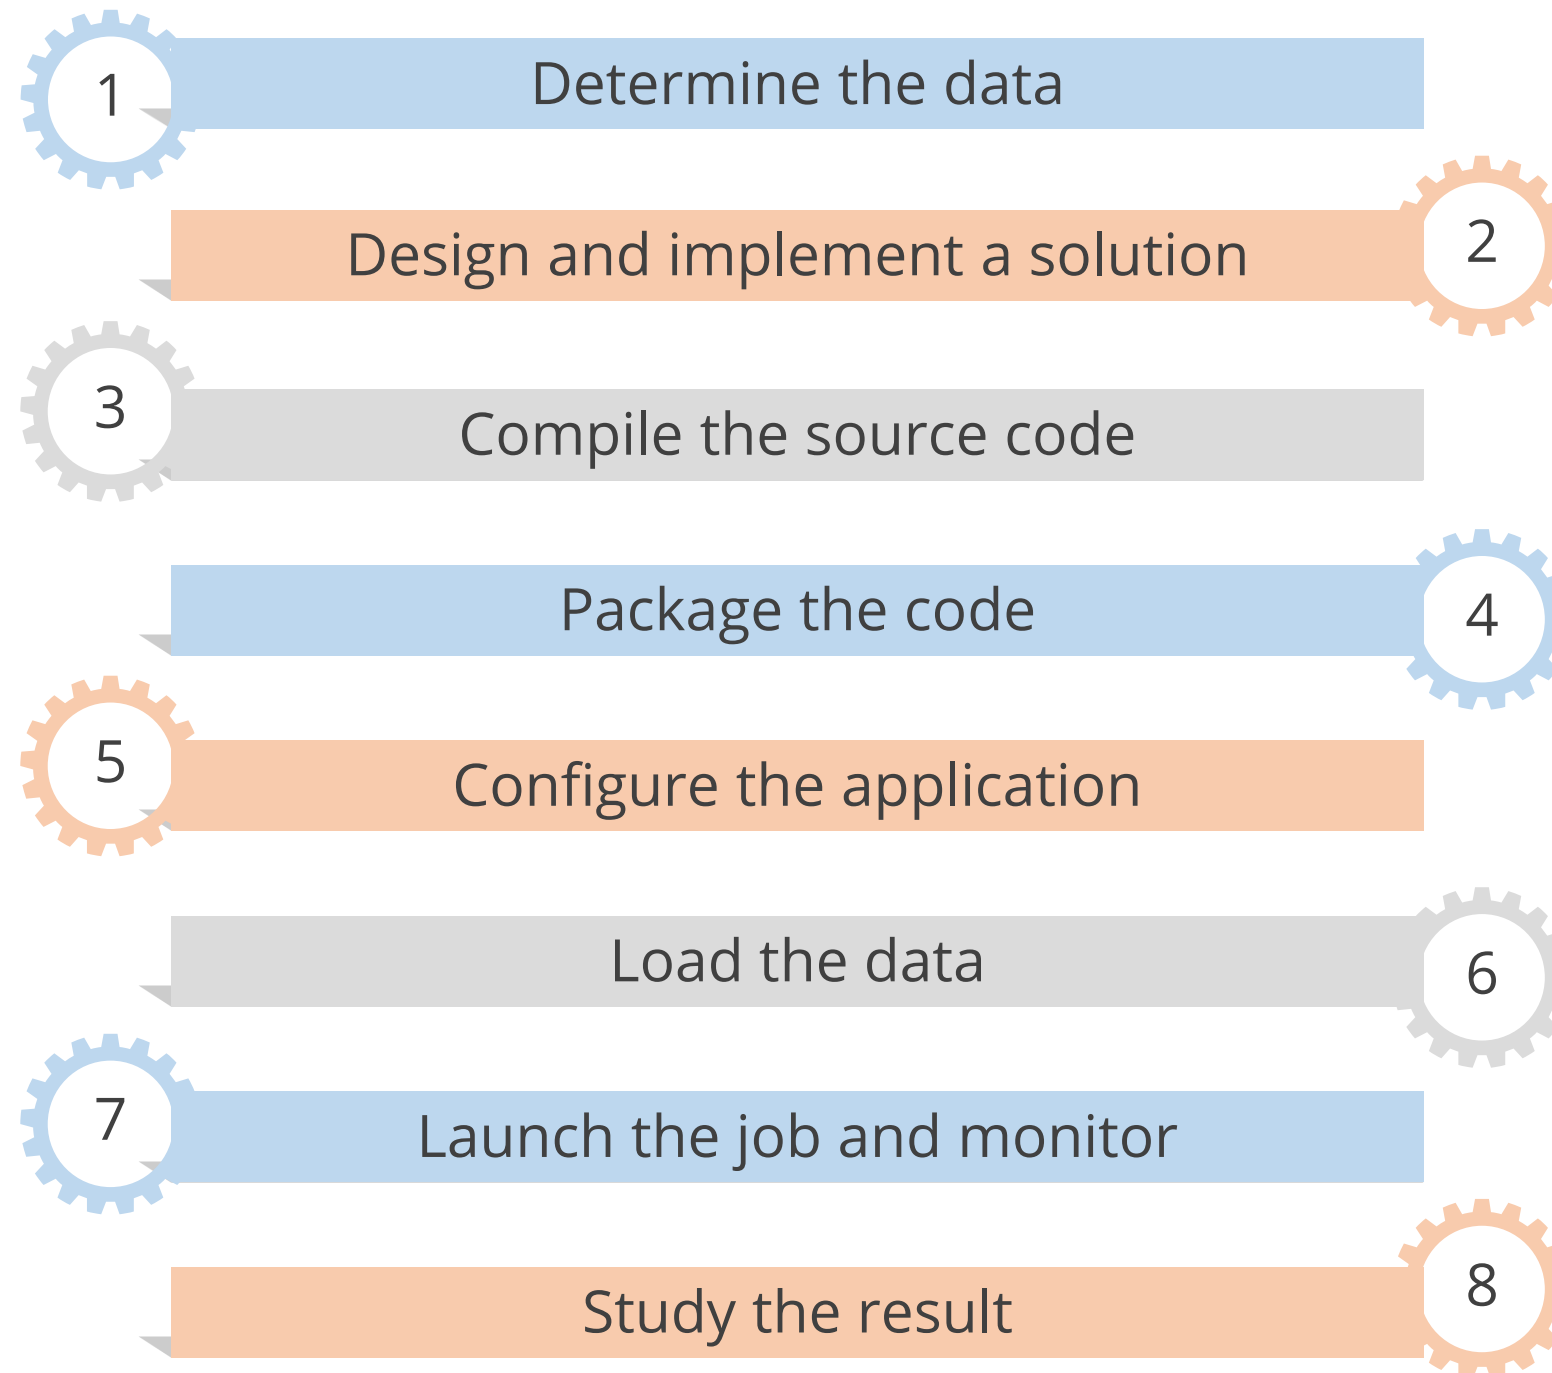 1
Determine the data
Design and implement a solution
2
3
Compile the source code
Package the code
4
5
Configure the application
Load the data
6
7
Launch the job and monitor
Study the result
8